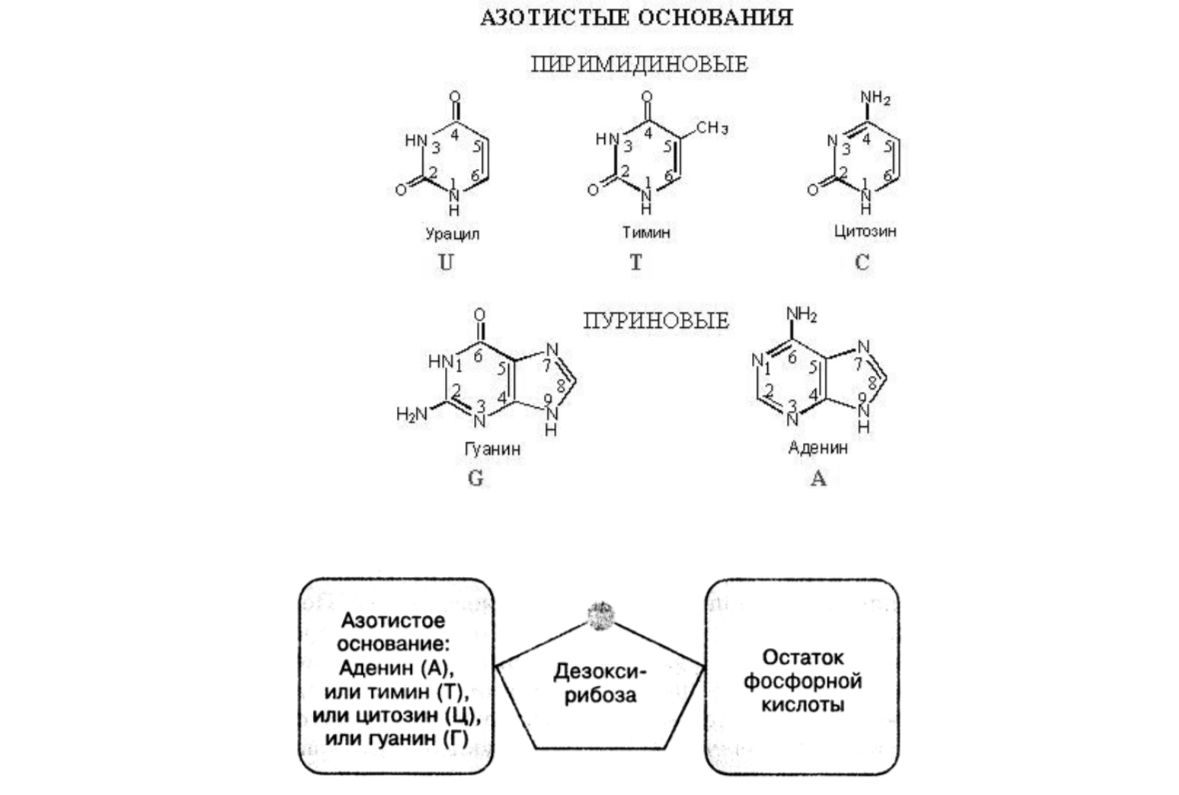 АЗОТИСТЫЕ ОСНОВАНИЯ
ПИРИМИДИНОВЫЕ
O
HN 3
4
5
2
1
6
O
N
H
Урацил
U
O
HN 3
4
5
CH3
2
1
6
O
N
H
Тимин
T
NH2
N 3
4
5
2
1
6
O
N
H
Цитозин
C
ПУРИНОВЫЕ
O
6
HN 1
5
N
7
8
2
3
4
9
H2N
N
N
H
Гуанин
G
NH2
6
N 1
5
N
7
8
2
3
4
9
N
N
H
Аденин
A
Азотистое
основание:
Аденин (А),
или тимин (Т),
или цитозин (Ц),
или гуанин (Г)
Дезокси-
рибоза
Остаток
фосфорной
кислоты